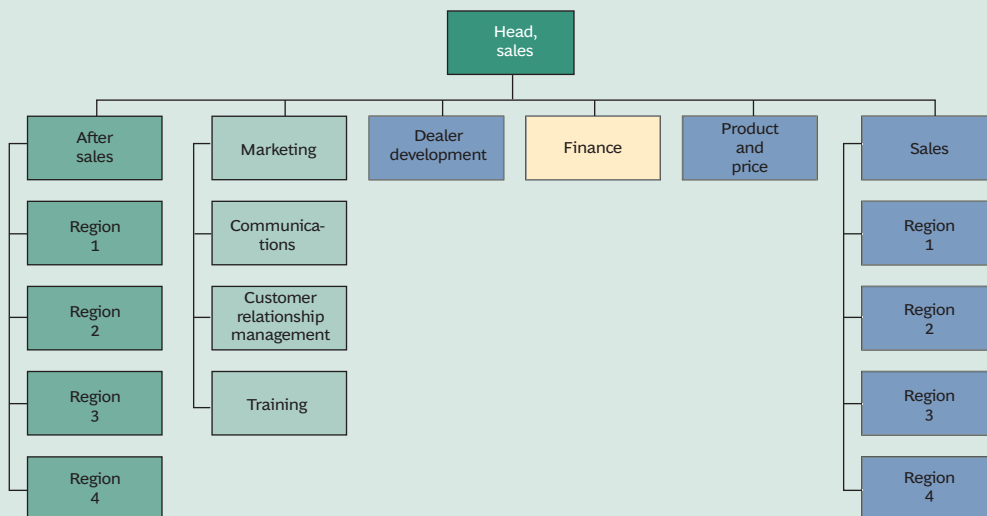 Head,
sales
After
sales
Marketing
Dealer
development
Finance
Product
and
price
Sales
Region
1
Communica-
tions
Region
1
Region
2
Customer
relationship
management
Region
2
Region
3
Training
Region
3
Region
4
Region
4